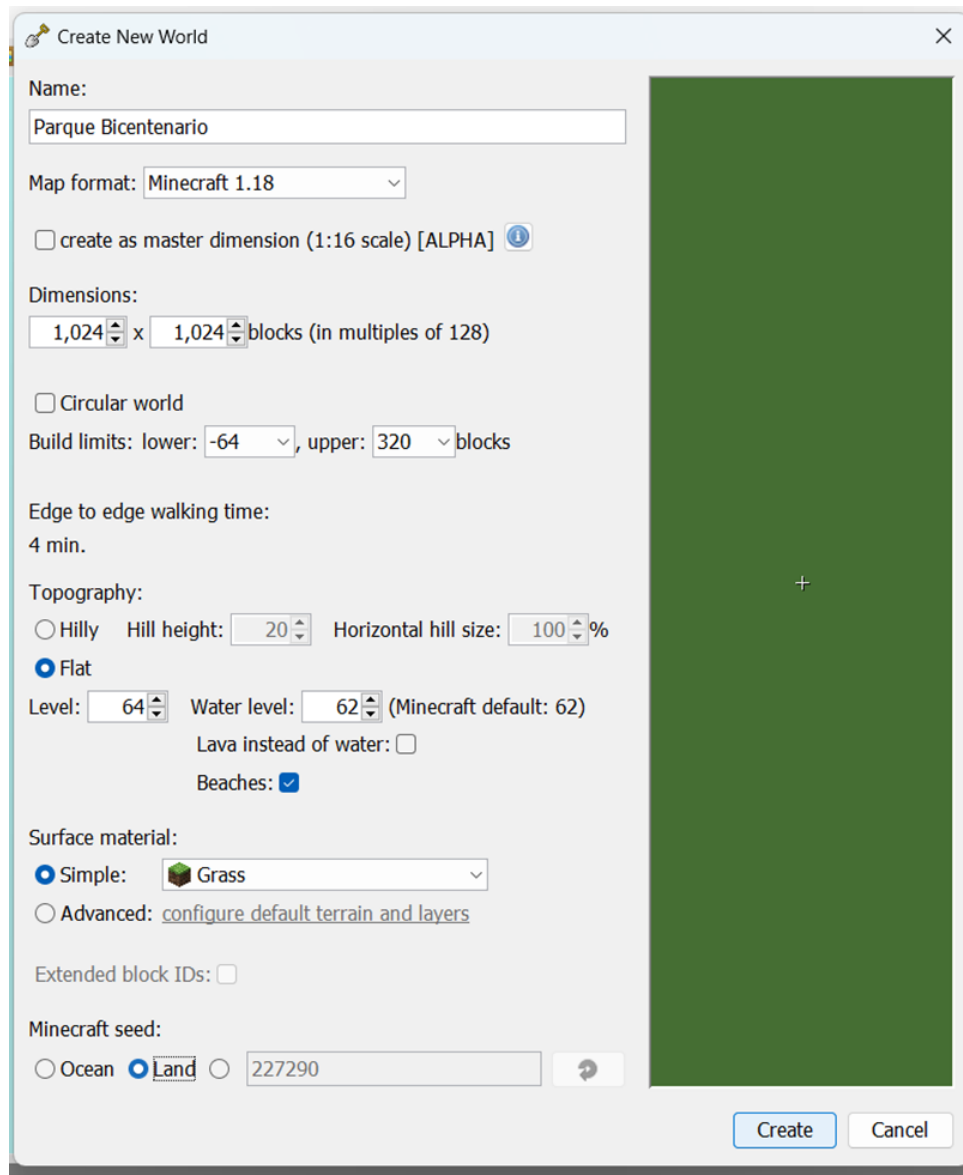 Create New World
Name:
Parque Bicentenario
Map format: Minecraft 1.18
create as master dimension (1:16 scale) [ALPHA]
Dimensions:
1,024 x 1,024 blocks (in multiples of 128)
Circular world
Build limits: lower: -64 , upper: 320 blocks
Edge to edge walking time:
4 min.
Topography:
Hilly Hill height: 20 Horizontal hill size: 100 %
Flat
Level: 64 Water level: 62 (Minecraft default: 62)
Lava instead of water:
Beaches:
Surface material:
Simple: Grass
Advanced: configure default terrain and layers
Extended block IDs:
Minecraft seed:
Ocean Land 227290
Create Cancel